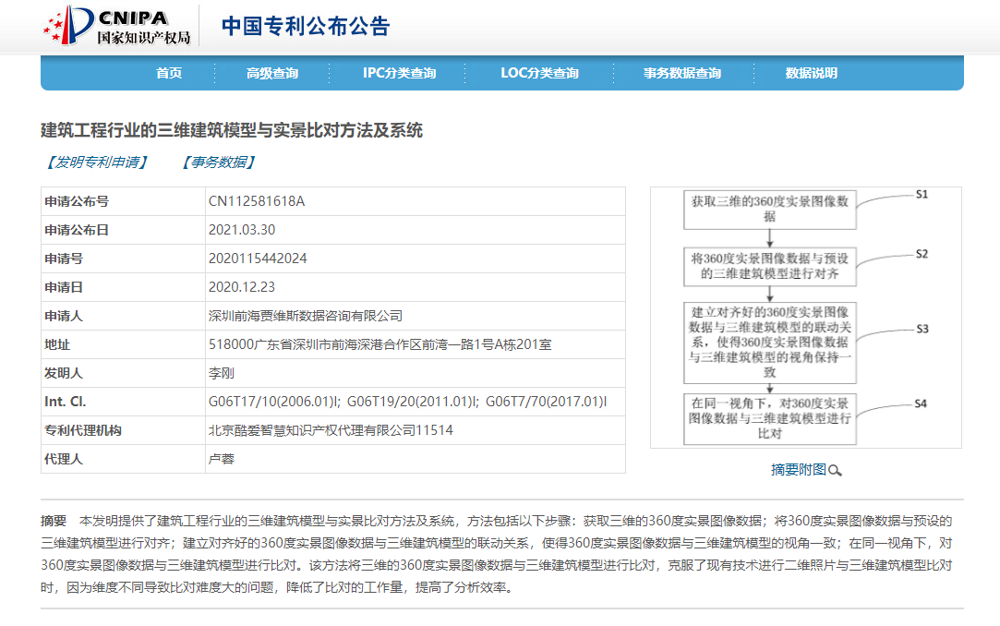 CNIPA
国家知识产权局
中国专利公布公告
首页
高级查询
IPC分类查询
LOC分类查询
事务数据查询
数据说明
建筑工程行业的三维建筑模型与实景比对方法及系统
【发明专利申请】 【事务数据】
申请公布号 CN112581618A
申请公布日 2021.03.30
申请号 2020115442024
申请日 2020.12.23
申请人 深圳前海贾维斯数据咨询有限公司
地址 518000广东省深圳市前海深港合作区前湾一路1号A栋201室
发明人 李刚
Int. Cl. G06T17/10(2006.01)I; G06T19/20(2011.01)I; G06T7/70(2017.01)I
专利代理机构 北京酷爱智慧知识产权代理有限公司11514
代理人 卢蓉
获取三维的360度实景图像数
据
S1
将360度实景图像数据与预设
的三维建筑模型进行对齐
S2
建立对齐好的360度实景图像
数据与三维建筑模型的联动关
系，使得360度实景图像数据
与三维建筑模型的视角保持一
致
S3
在同一视角下，对360度实景
图像数据与三维建筑模型进行
比对
S4
摘要附图
摘要 本发明提供了建筑工程行业的三维建筑模型与实景比对方法及系统，方法包括以下步骤：获取三维的360度实景图像数据；将360度实景图像数据与预设的
三维建筑模型进行对齐；建立对齐好的360度实景图像数据与三维建筑模型的联动关系，使得360度实景图像数据与三维建筑模型的视角一致；在同一视角下，对
360度实景图像数据与三维建筑模型进行比对。该方法将三维的360度实景图像数据与三维建筑模型进行比对，克服了现有技术进行二维照片与三维建筑模型比对
时，因为维度不同导致比对难度大的问题，降低了比对的工作量，提高了分析效率。